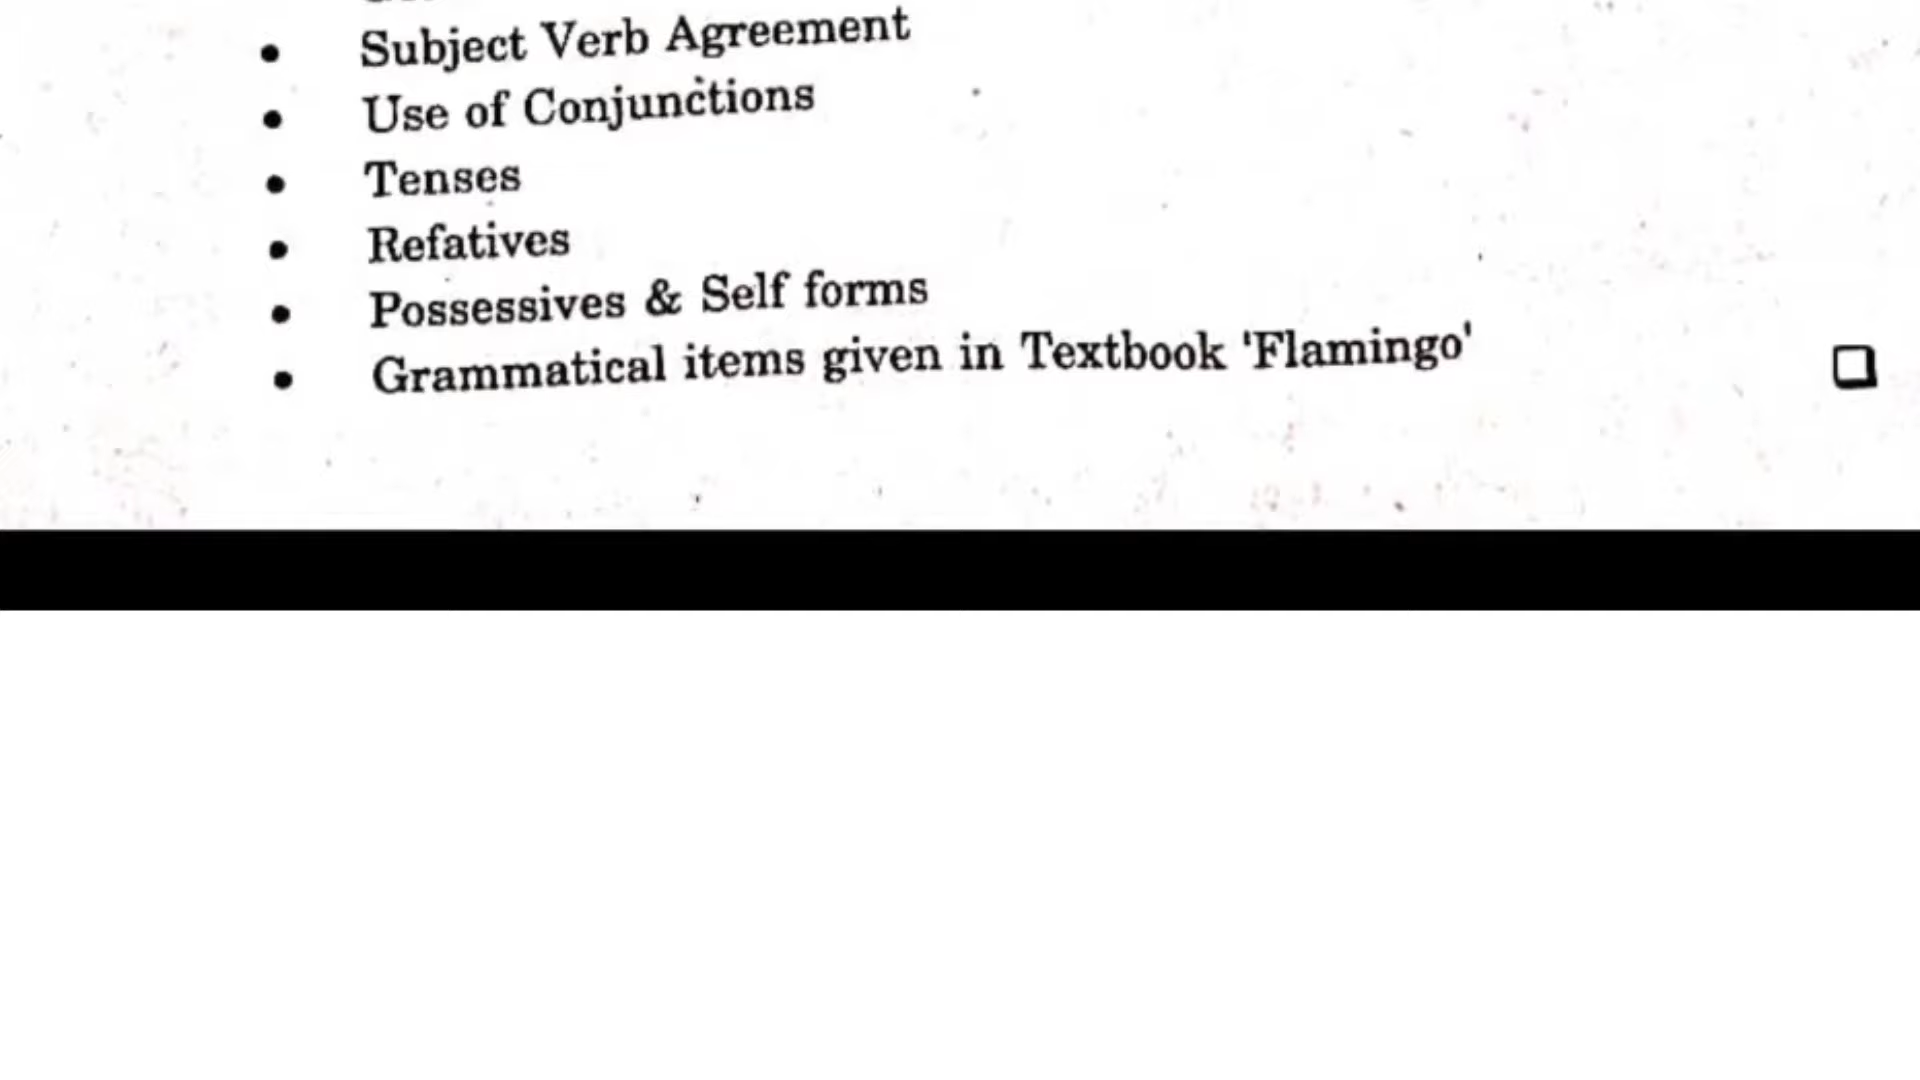 • Subject Verb Agreement
• Use of Conjunctions
• Tenses
• Refatives
• Possessives & Self forms
• Grammatical items given in Textbook 'Flamingo'